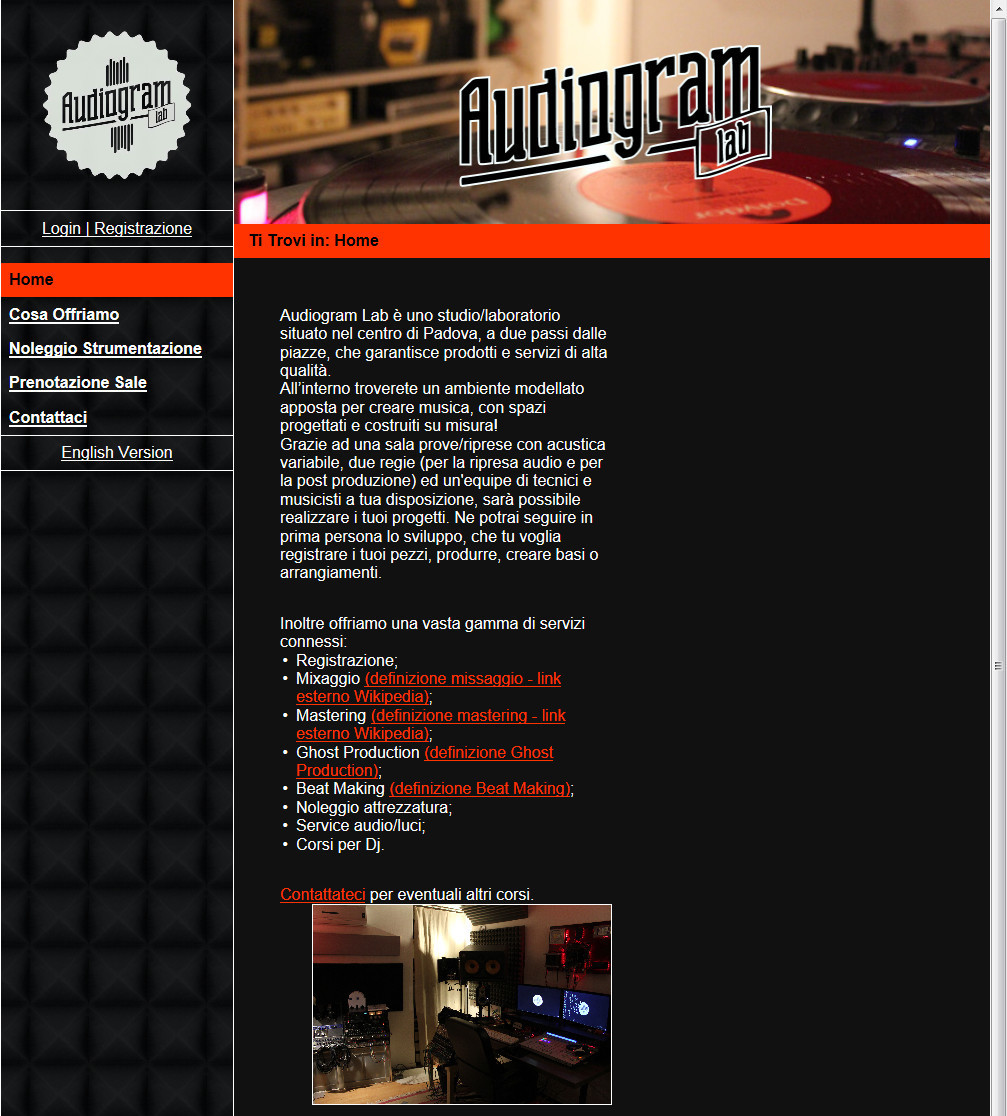 Audiogram
lab
Login | Registrazione
Home
Cosa Offriamo
Noleggio Strumentazione
Prenotazione Sale
Contattaci
English Version
Audiogram
lab
Polydor
Ti Trovi in: Home
Audiogram Lab è uno studio/laboratorio
situato nel centro di Padova, a due passi dalle
piazze, che garantisce prodotti e servizi di alta
qualità.
All'interno troverete un ambiente modellato
apposta per creare musica, con spazi
progettati e costruiti su misura!
Grazie ad una sala prove/riprese con acustica
variabile, due regie (per la ripresa audio e per
la post produzione) ed un'equipe di tecnici e
musicisti a tua disposizione, sarà possibile
realizzare i tuoi progetti. Ne potrai seguire in
prima persona lo sviluppo, che tu voglia
registrare i tuoi pezzi, produrre, creare basi o
arrangiamenti.
Inoltre offriamo una vasta gamma di servizi
connessi:
• Registrazione;
• Mixaggio (definizione missaggio - link
esterno Wikipedia);
• Mastering (definizione mastering - link
esterno Wikipedia);
• Ghost Production (definizione Ghost
Production);
• Beat Making (definizione Beat Making);
• Noleggio attrezzatura;
• Service audio/luci;
• Corsi per Dj.
Contattateci per eventuali altri corsi.